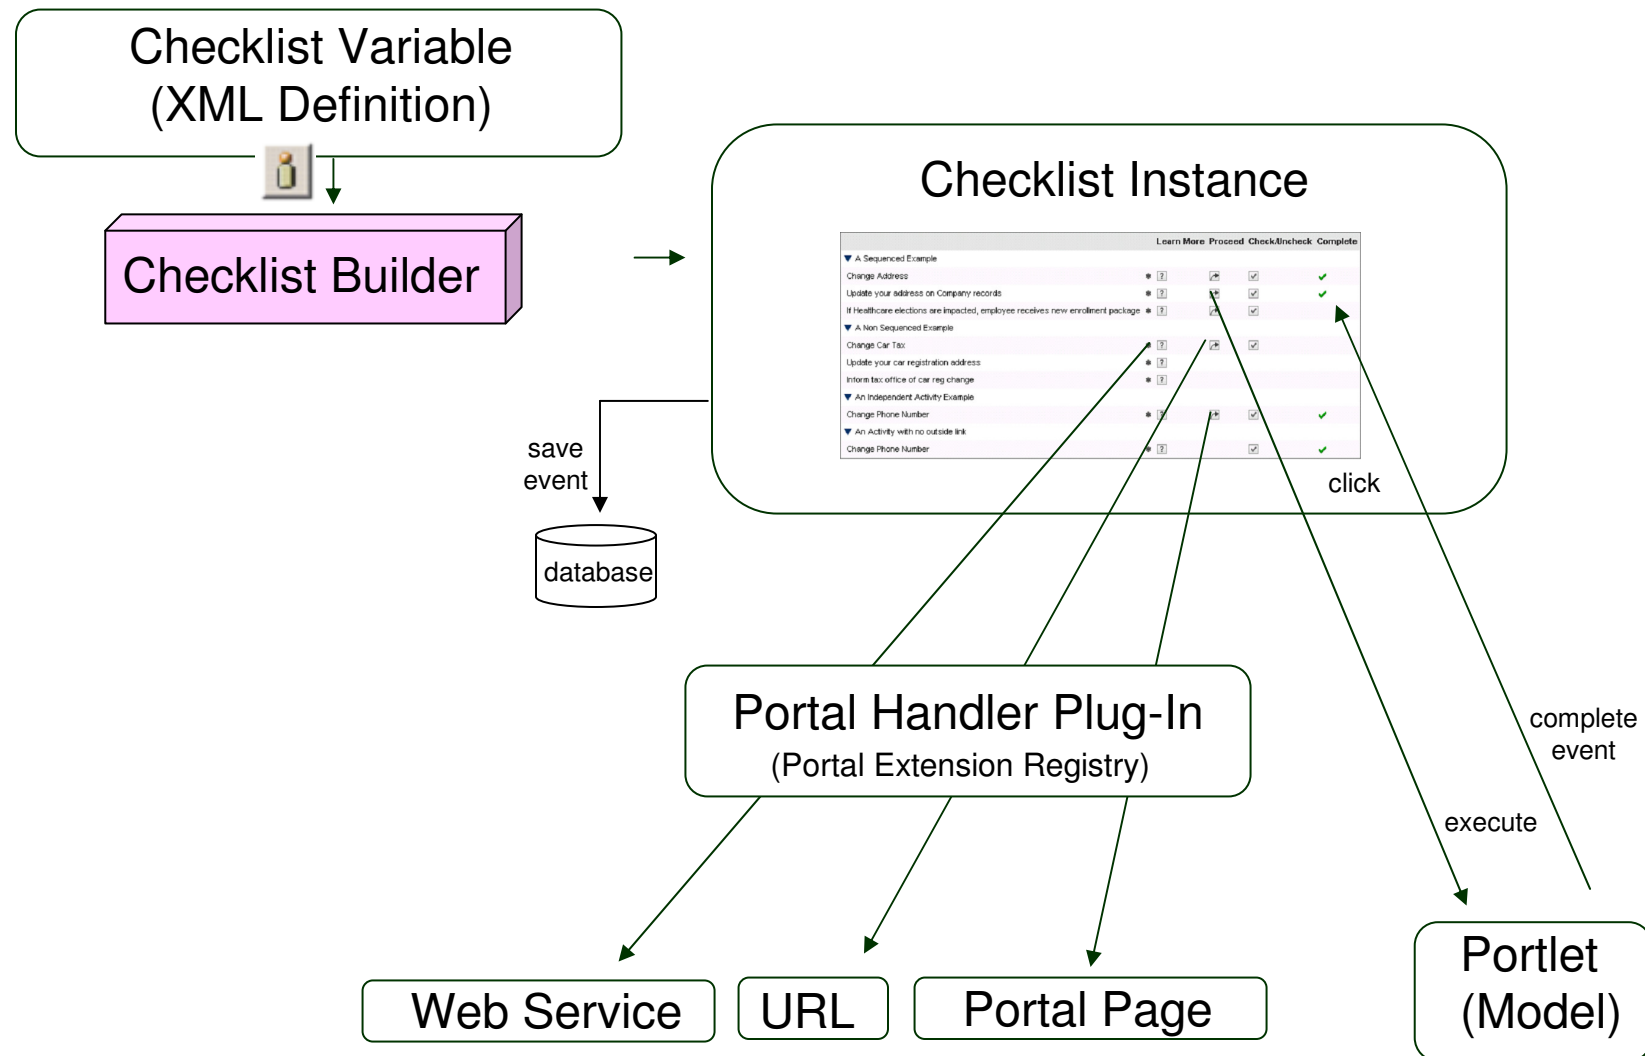 Checklist Variable
(XML Definition)
Checklist Builder
Checklist Instance
Learn More Proceed Check/Uncheck Complete
A Sequenced Example
Change Address * ?
Update your address on Company records * ?
If Healthcare elections are impacted, employee receives new enrollment package * ?
A Non Sequenced Example
Change Car Tax * ?
Update your car registration address * ?
Inform tax office of car reg change * ?
An Independent Activity Example
Change Phone Number * ?
An Activity with no outside link
Change Phone Number * ?
click
save
event
database
Portal Handler Plug-In
(Portal Extension Registry)
complete
event
execute
Web Service
URL
Portal Page
Portlet
(Model)